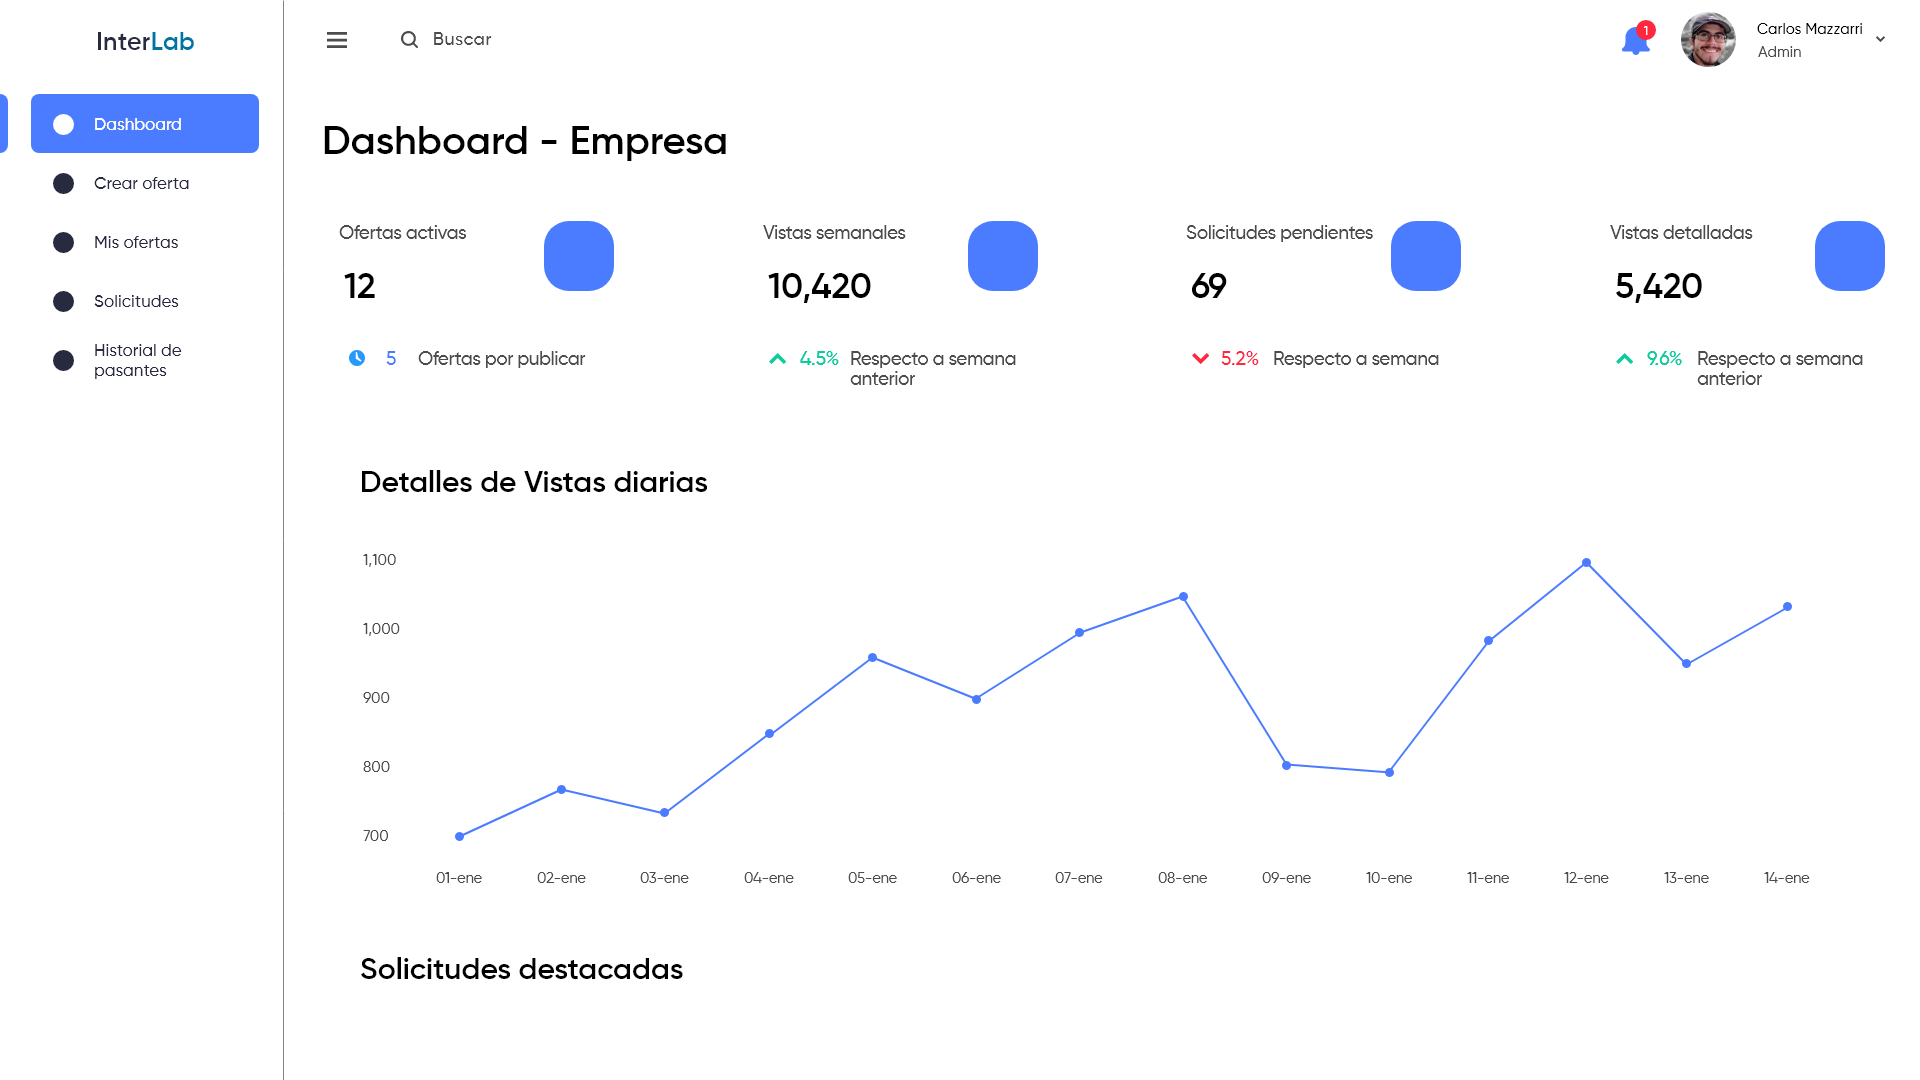 InterLab
Buscar
1
Carlos Mazzarri
Admin
Dashboard
Crear oferta
Mis ofertas
Solicitudes
Historial de
pasantes
Dashboard - Empresa
Ofertas activas
12
5 Ofertas por publicar
Vistas semanales
10,420
4.5% Respecto a semana
anterior
Solicitudes pendientes
69
5.2% Respecto a semana
Vistas detalladas
5,420
9.6% Respecto a semana
anterior
Detalles de Vistas diarias
1,100
1,000
900
800
700
01-ene 02-ene 03-ene 04-ene 05-ene 06-ene 07-ene 08-ene 09-ene 10-ene 11-ene 12-ene 13-ene 14-ene
Solicitudes destacadas